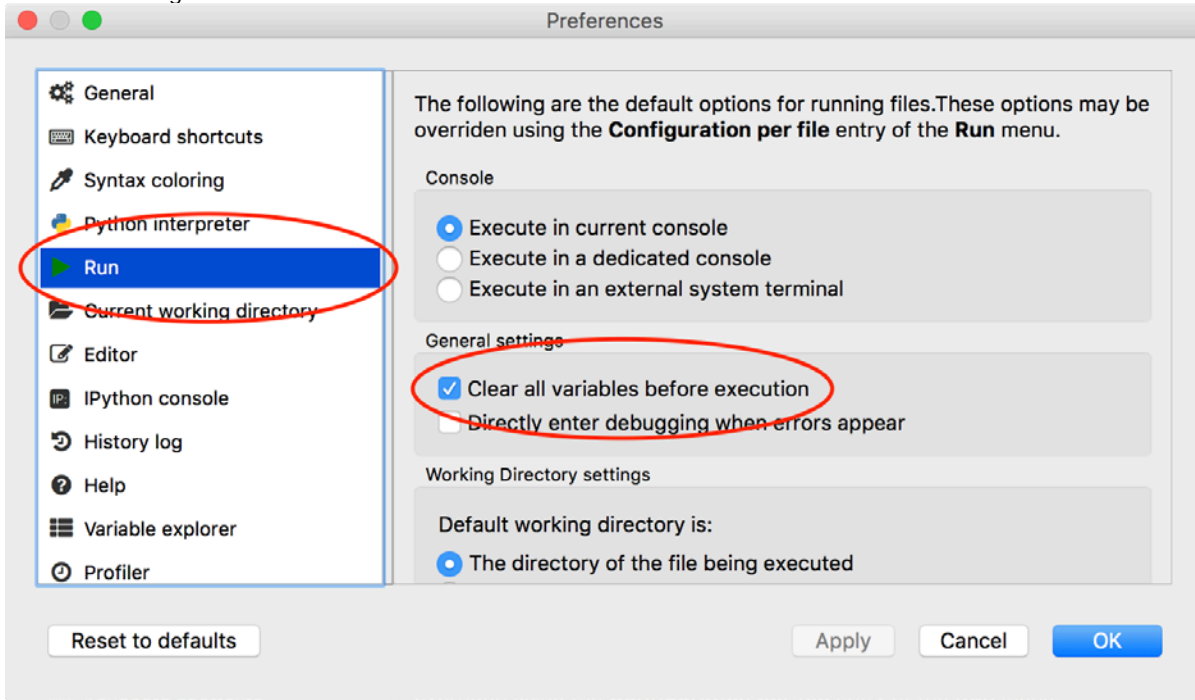 Preferences
General
Keyboard shortcuts
Syntax coloring
Python interpreter
Run
Current working directory
Editor
IPython console
History log
Help
Variable explorer
Profiler
The following are the default options for running files.These options may be
overriden using the Configuration per file entry of the Run menu.
Console
Execute in current console
Execute in a dedicated console
Execute in an external system terminal
General settings
Clear all variables before execution
Directly enter debugging when errors appear
Working Directory settings
Default working directory is:
The directory of the file being executed
Reset to defaults
Apply
Cancel
OK